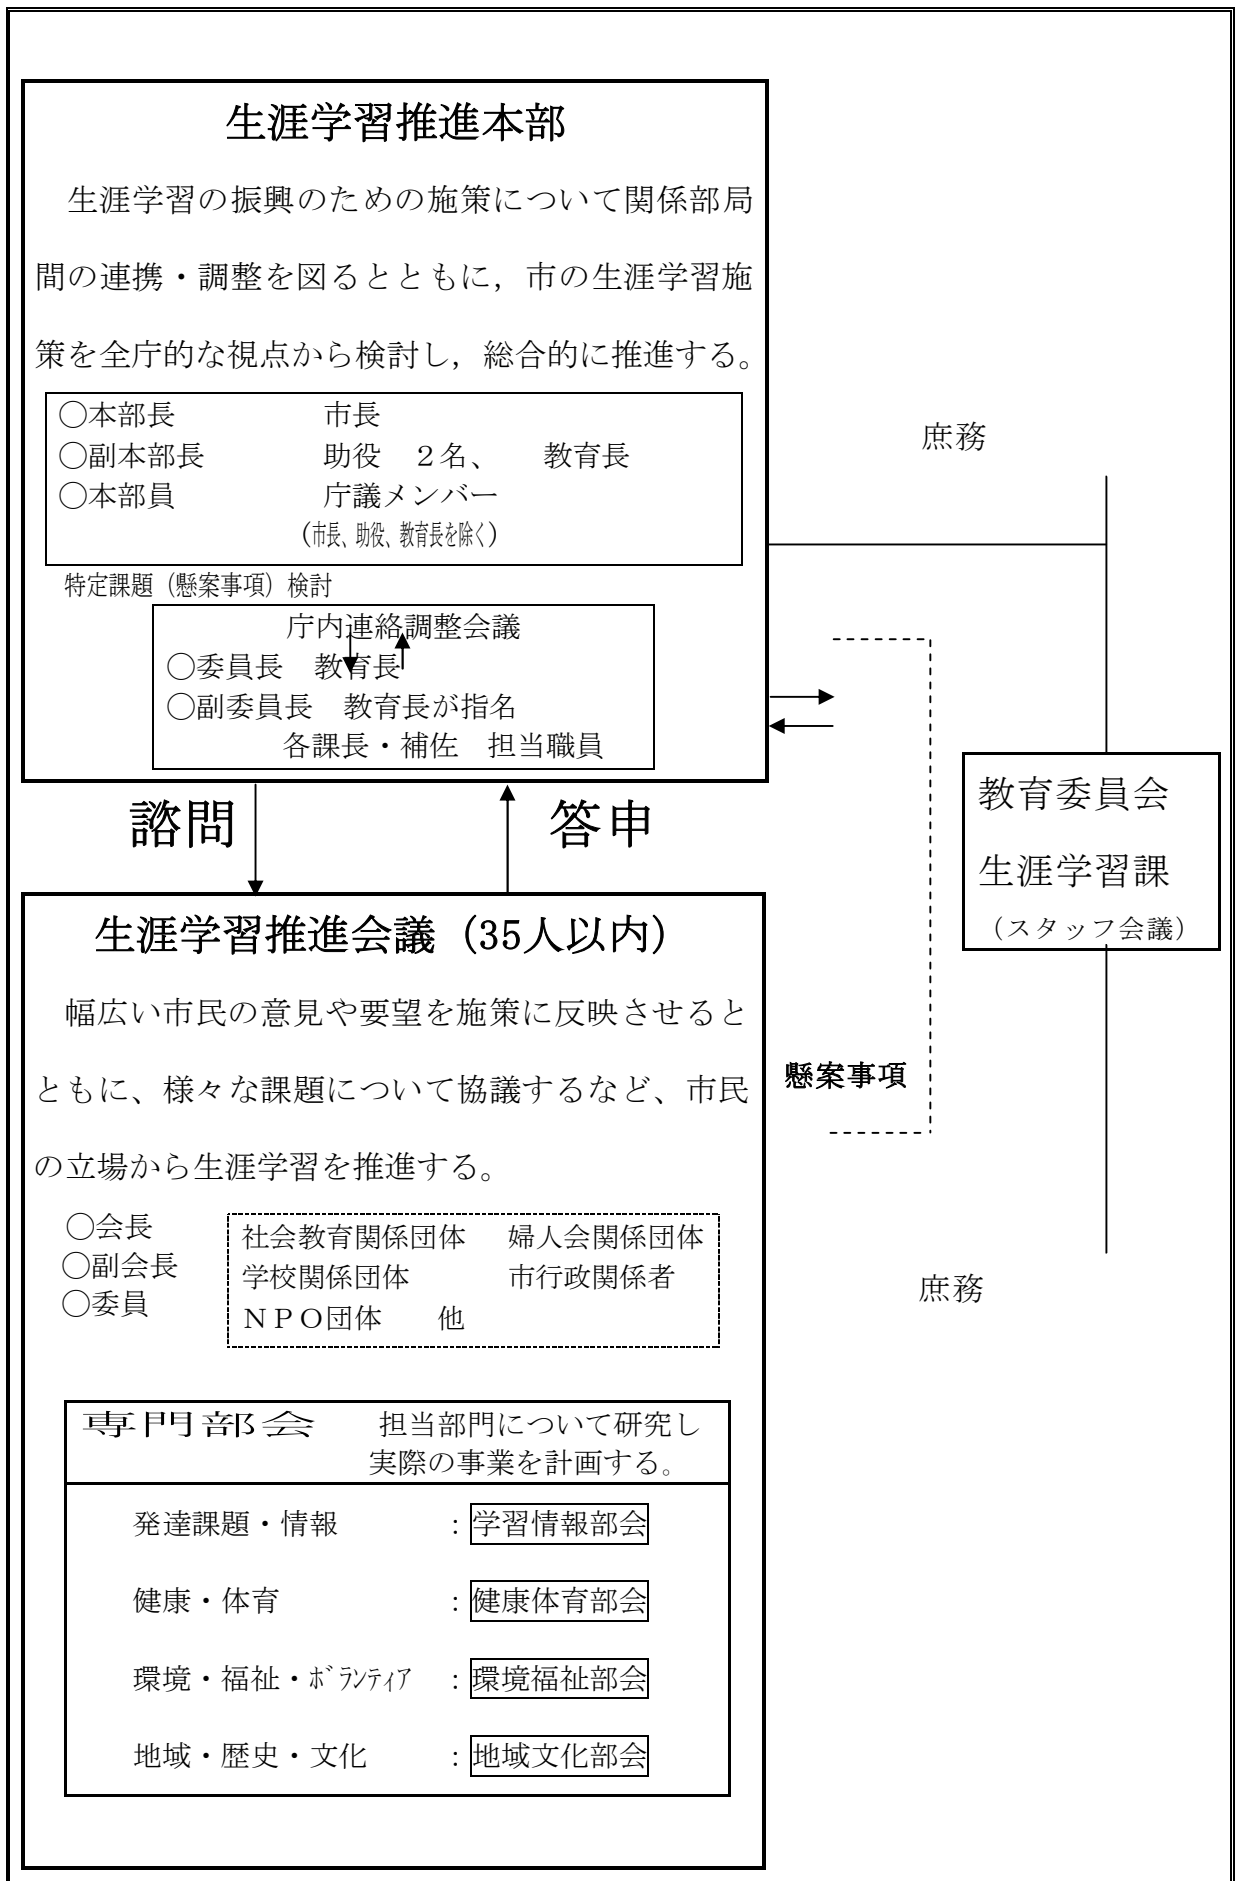 生涯学習推進本部
生涯学習の振興のための施策について関係部局
間の連携・調整を図るとともに，市の生涯学習施
策を全庁的な視点から検討し，総合的に推進する。
○本部長　市長
○副本部長　助役　２名、　教育長
○本部員　庁議メンバー
（市長、助役、教育長を除く）
特定課題（懸案事項）検討
庁内連絡調整会議
○委員長　教育長
○副委員長　教育長が指名
各課長・補佐　担当職員
諮問　答申
生涯学習推進会議（35人以内）
幅広い市民の意見や要望を施策に反映させると
ともに、様々な課題について協議するなど、市民
の立場から生涯学習を推進する。
○会長
○副会長
○委員
社会教育関係団体　婦人会関係団体
学校関係団体　市行政関係者
ＮＰＯ団体　他
専門部会　担当部門について研究し
実際の事業を計画する。
発達課題・情報　：学習情報部会
健康・体育　：健康体育部会
環境・福祉・ﾎﾞﾗﾝﾃｨｱ　：環境福祉部会
地域・歴史・文化　：地域文化部会
庶務
教育委員会
生涯学習課
（スタッフ会議）
懸案事項
庶務